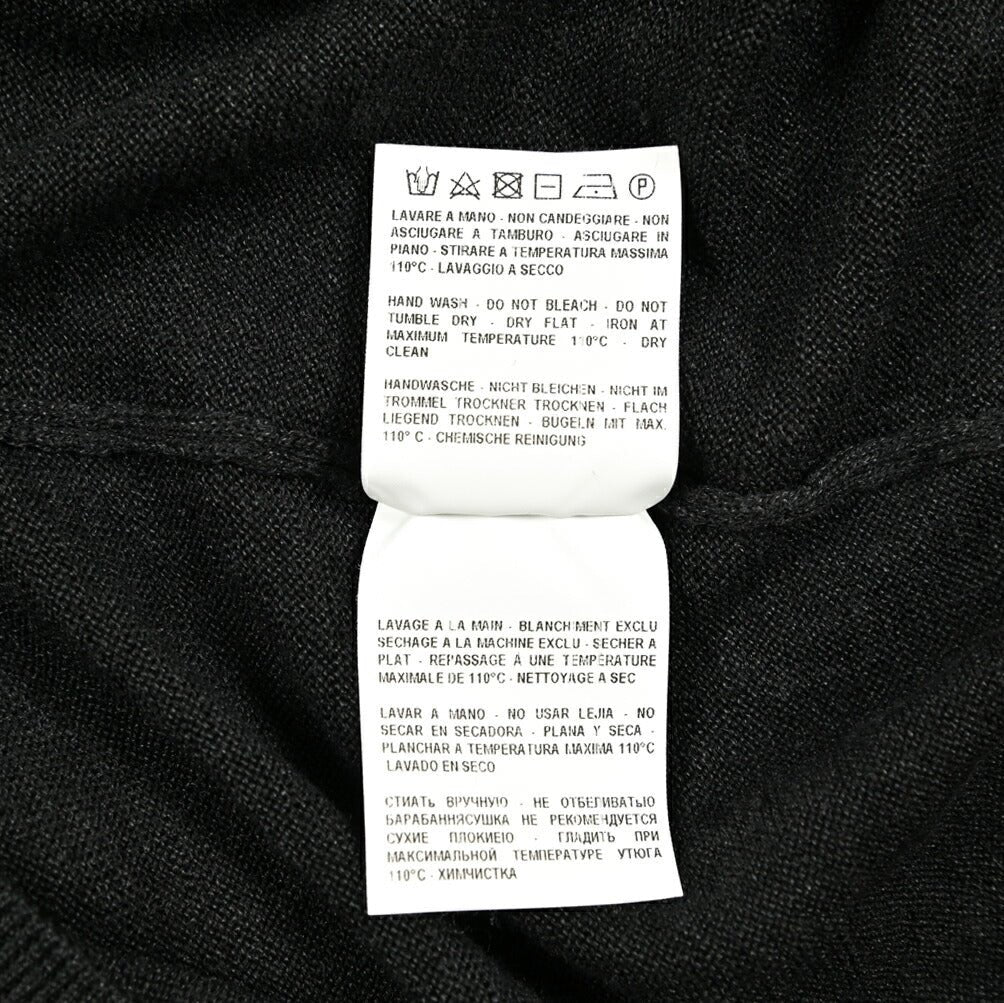 P
LAVARE A MANO - NON CANDEGGIARE - NON
ASCIUGARE A TAMBURO - ASCIUGARE IN
PIANO - STIRARE A TEMPERATURA MASSIMA
110°C - LAVAGGIO A SECCO
HAND WASH - DO NOT BLEACH - DO NOT
TUMBLE DRY - DRY FLAT - IRON AT
MAXIMUM TEMPERATURE 110°C - DRY
CLEAN
HANDWASCHE - NICHT BLEICHEN - NICHT IM
TROMMEL TROCKNER TROCKNEN - FLACH
LIEGEND TROCKNEN - BUGELN MIT MAX.
110° C - CHEMISCHE REINIGUNG
LAVAGE A LA MAIN - BLANCHIMENT EXCLU
SECHAGE A LA MACHINE EXCLU - SECHER A
PLAT - REPASSAGE À UNE TEMPÉRATURE
MAXIMALE DE 110°C - NETTOYAGE A SEC
LAVAR A MANO - NO USAR LEJIA - NO
SECAR EN SECADORA - PLANA Y SECA -
PLANCHAR A TEMPERATURA MAXIMA 110°C
LAVADO EN SECO
СТИАТЬ ВРУЧНУЮ - НЕ ОТБЕГИВАТЬЮ
БАРАБАННЯСУШКА НЕ РЕКОМЕНДУЕТСЯ
СУХИЕ ПЛОКИЕЮ - ГЛАДИТЬ ПРИ
МАКСИМАЛЬНОЙ ТЕМПЕРАТУРЕ УТЮГА
110°C - ХИМЧИСТКА